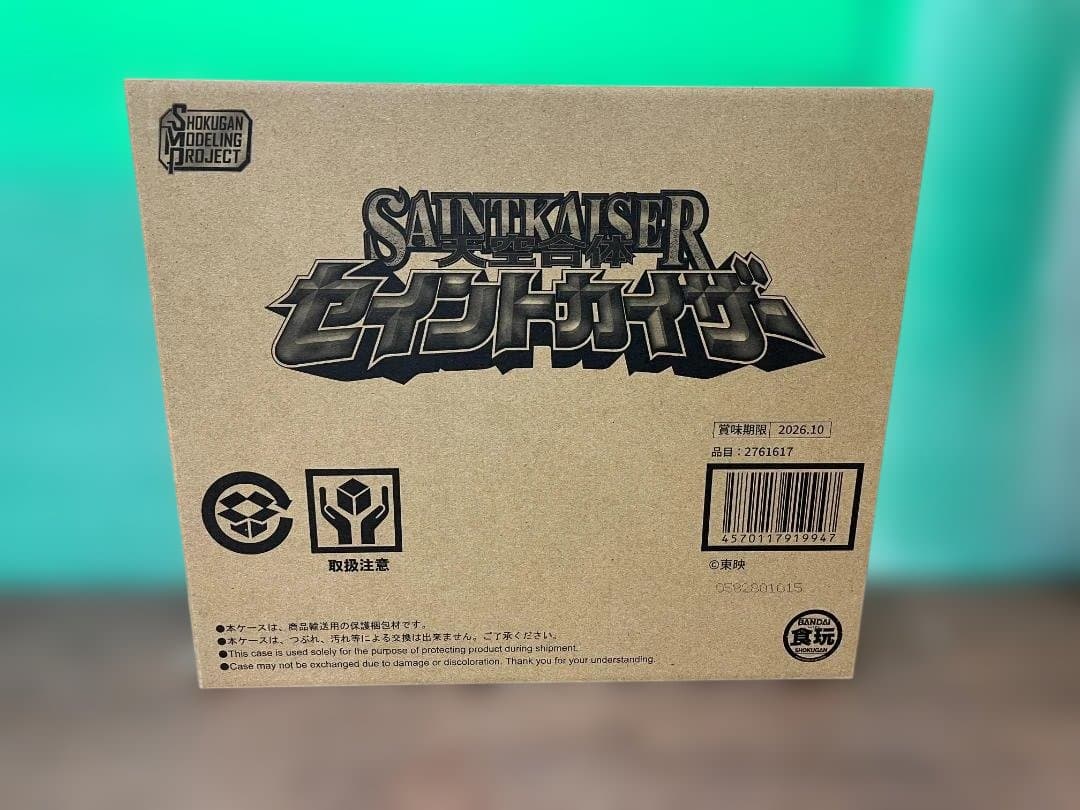 SHOKUGAN
MODELING
PROJECT
SAINTKAISER
天空合体
セイントカイザー
賞味期限 2026.10
品目：2761617
4570117919947
©東映
0582801015
取扱注意
●本ケースは、商品輸送用の保護梱包材です。
●本ケースは、つぶれ、汚れ等による交換は出来ません。ご了承ください。
●This case is used solely for the purpose of protecting product during shipment.
●Case may not be exchanged due to damage or discoloration. Thank you for your understanding.
BANDAI
食玩
SHOKUGAN